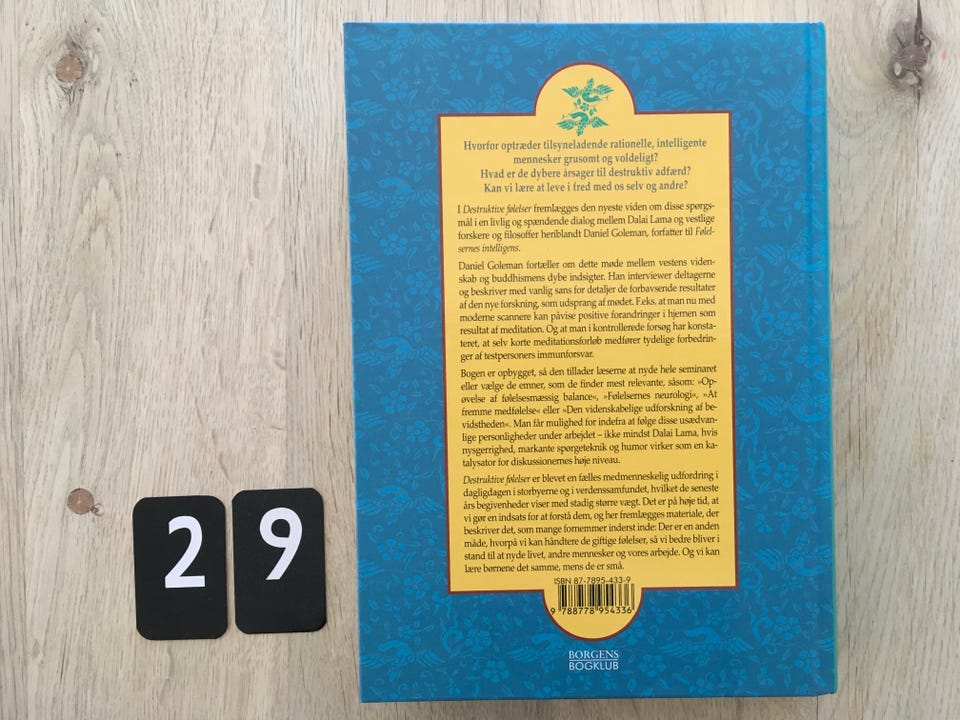 Hvorfor optræder tilsyneladende rationelle, intelligente
mennesker grusomt og voldeligt?
Hvad er de dybere årsager til destruktiv adfærd?
Kan vi lære at leve i fred med os selv og andre?
I Destruktive følelser fremlægges den nyeste viden om disse spørgs-
mål i en livlig og spændende dialog mellem Dalai Lama og vestlige
forskere og filosoffer heriblandt Daniel Goleman, forfatter til Følel-
sernes intelligens.
Daniel Goleman fortæller om dette møde mellem vestens viden-
skab og buddhismens dybe indsigter. Han interviewer deltagerne
og beskriver med vanlig sans for detaljer de forbavsende resultater
af den nye forskning, som udsprang af mødet. F.eks. at man nu med
moderne scannere kan påvise positive forandringer i hjernen som
resultat af meditation. Og at man i kontrollerede forsøg har konsta-
teret, at selv korte meditationsforløb medfører tydelige forbedrin-
ger af testpersoners immunforsvar.
Bogen er opbygget, så den tillader læserne at nyde hele seminaret
eller vælge de emner, som de finder mest relevante, såsom: »Op-
øvelse af følelsesmæssig balance«, »Følelsernes neurologi«, »At
fremme medfølelse« eller »Den videnskabelige udforskning af be-
vidstheden«. Man får mulighed for indefra at følge disse usædvan-
lige personligheder under arbejdet – ikke mindst Dalai Lama, hvis
nysgerrighed, markante spørgeteknik og humor virker som en ka-
talysator for diskussionernes høje niveau.
Destruktive følelser er blevet en fælles medmenneskelig udfordring i
dagligdagen i storbyerne og i verdenssamfundet, hvilket de seneste
års begivenheder viser med stadig større vægt. Det er på høje tid, at
vi gør en indsats for at forstå dem, og her fremlægges materiale, der
beskriver det, som mange fornemmer inderst inde: Der er en anden
måde, hvorpå vi kan håndtere de giftige følelser, så vi bedre bliver i
stand til at nyde livet, andre mennesker og vores arbejde. Og vi kan
lære børnene det samme, mens de er små.
ISBN 87-7895-433-9
9 788778 954336
BORGENS
BOGKLUB
2 9